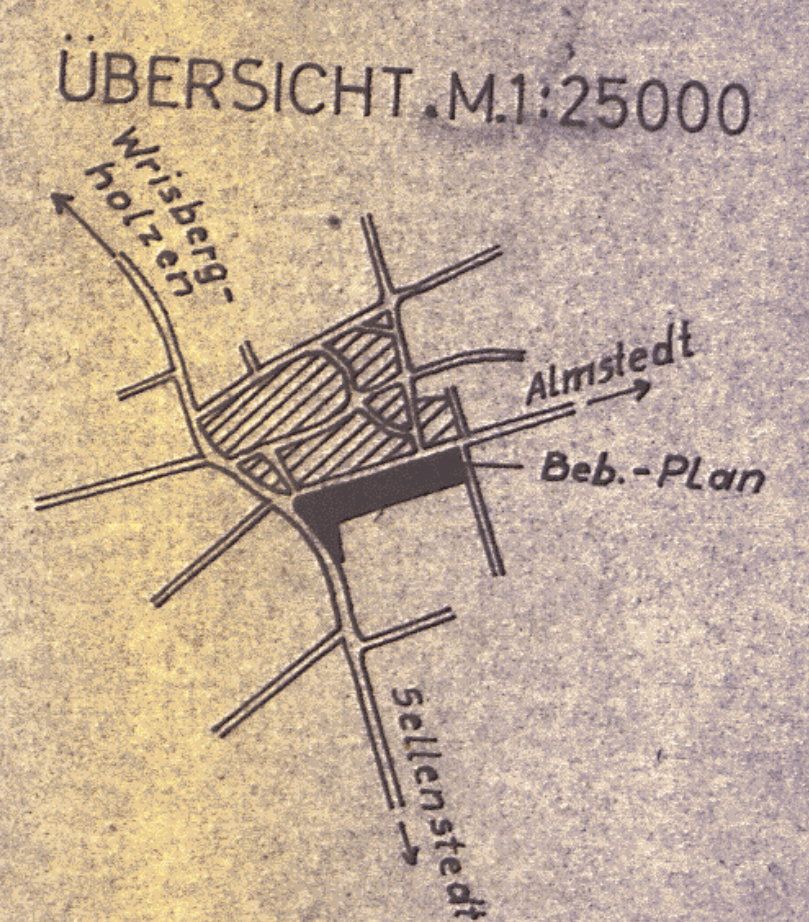 ÜBERSICHT.M.1:25000
Wrisberg-
holzen
Almstedt
Beb.-Plan
Sellenstedt